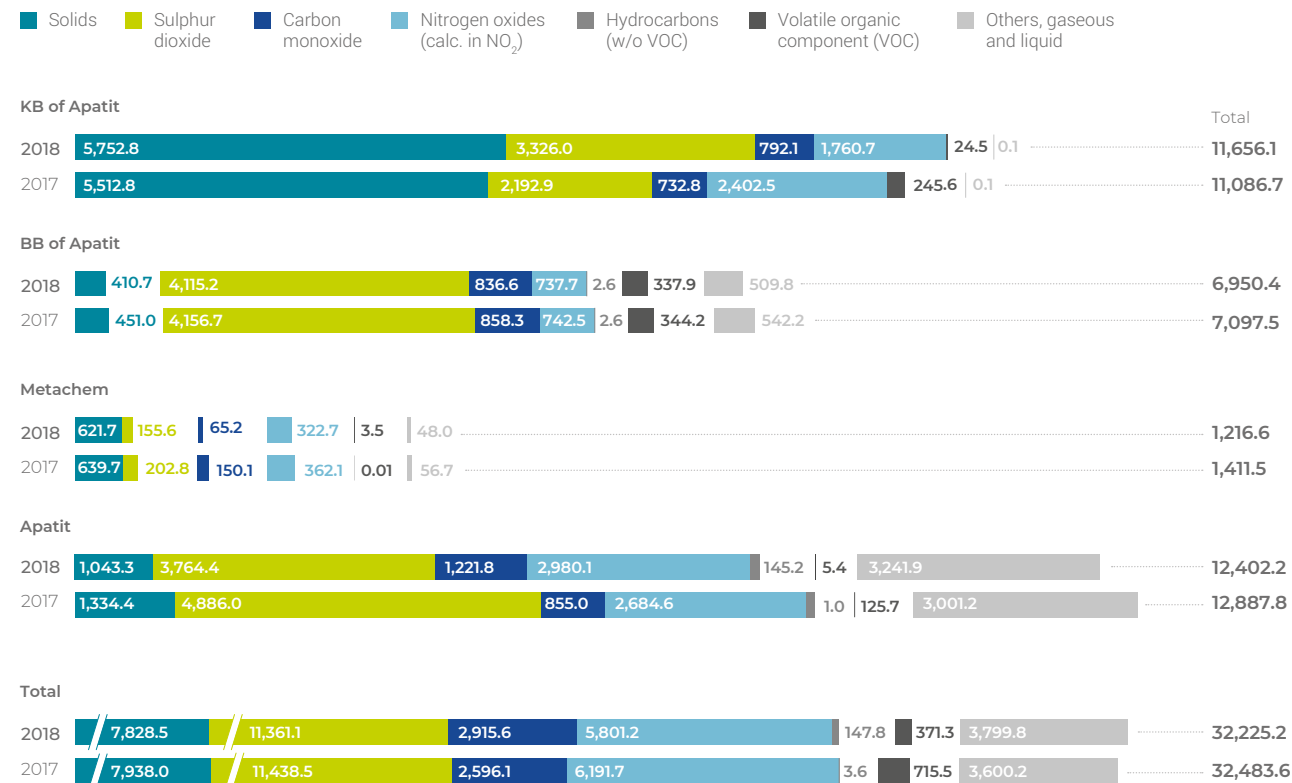 Solids Sulphur dioxide Carbon monoxide Nitrogen oxides (calc. in NO2) Hydrocarbons (w/o VOC) Volatile organic component (VOC) Others, gaseous and liquid
KB of Apatit
Total
2018 5,752.8 3,326.0 792.1 1,760.7 24.5 0.1 11,656.1
2017 5,512.8 2,192.9 732.8 2,402.5 245.6 0.1 11,086.7
BB of Apatit
2018 410.7 4,115.2 836.6 737.7 2.6 337.9 509.8 6,950.4
2017 451.0 4,156.7 858.3 742.5 2.6 344.2 542.2 7,097.5
Metachem
2018 621.7 155.6 65.2 322.7 3.5 48.0 1,216.6
2017 639.7 202.8 150.1 362.1 0.01 56.7 1,411.5
Apatit
2018 1,043.3 3,764.4 1,221.8 2,980.1 145.2 5.4 3,241.9 12,402.2
2017 1,334.4 4,886.0 855.0 2,684.6 1.0 125.7 3,001.2 12,887.8
Total
2018 7,828.5 11,361.1 2,915.6 5,801.2 147.8 371.3 3,799.8 32,225.2
2017 7,938.0 11,438.5 2,596.1 6,191.7 3.6 715.5 3,600.2 32,483.6